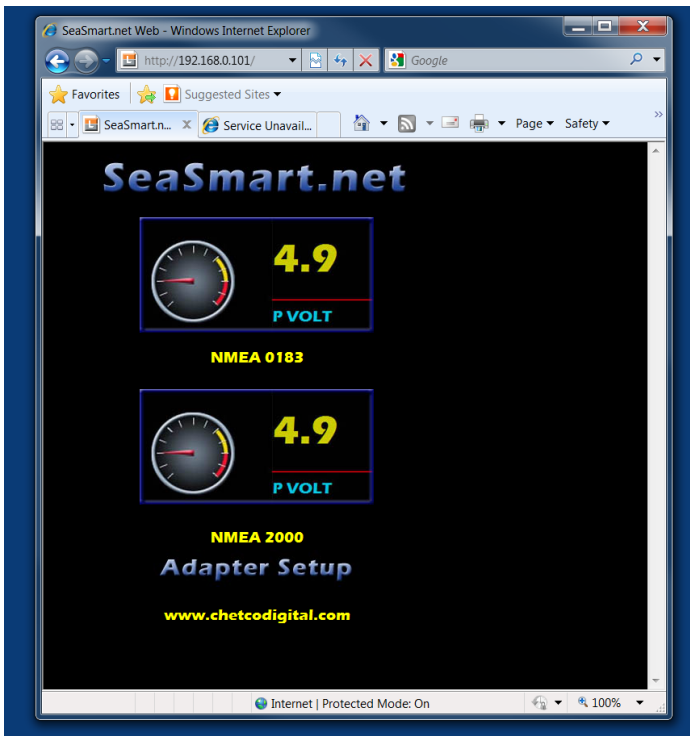 SeaSmart.net Web - Windows Internet Explorer
http://192.168.0.101/
Google
Favorites
Suggested Sites
SeaSmart.n...
Service Unavail...
Page
Safety
SeaSmart.net
4.9
P VOLT
NMEA 0183
4.9
P VOLT
NMEA 2000
Adapter Setup
www.chetcodigital.com
Internet | Protected Mode: On
100%